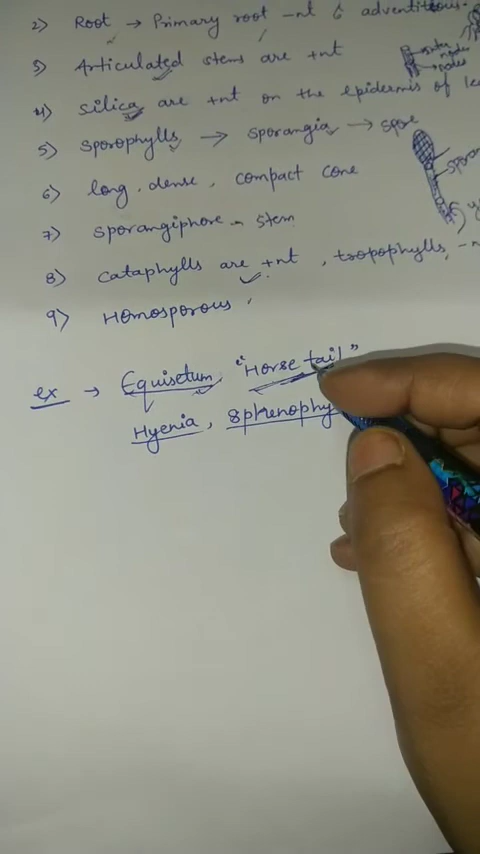 2) Root → Primary root -nt & adventitious.
3) Articulated stems are +nt
4) silica are +nt on the epidermis of
5) sporophylls → sporangia → spore
6) long, dense, compact cone
7) sporangiphore - stem
8) cataphylls are +nt, tropophylls,
9) Homosporous
ex → Equisetum "Horse tail"
Hyenia, sphenophy
nodes